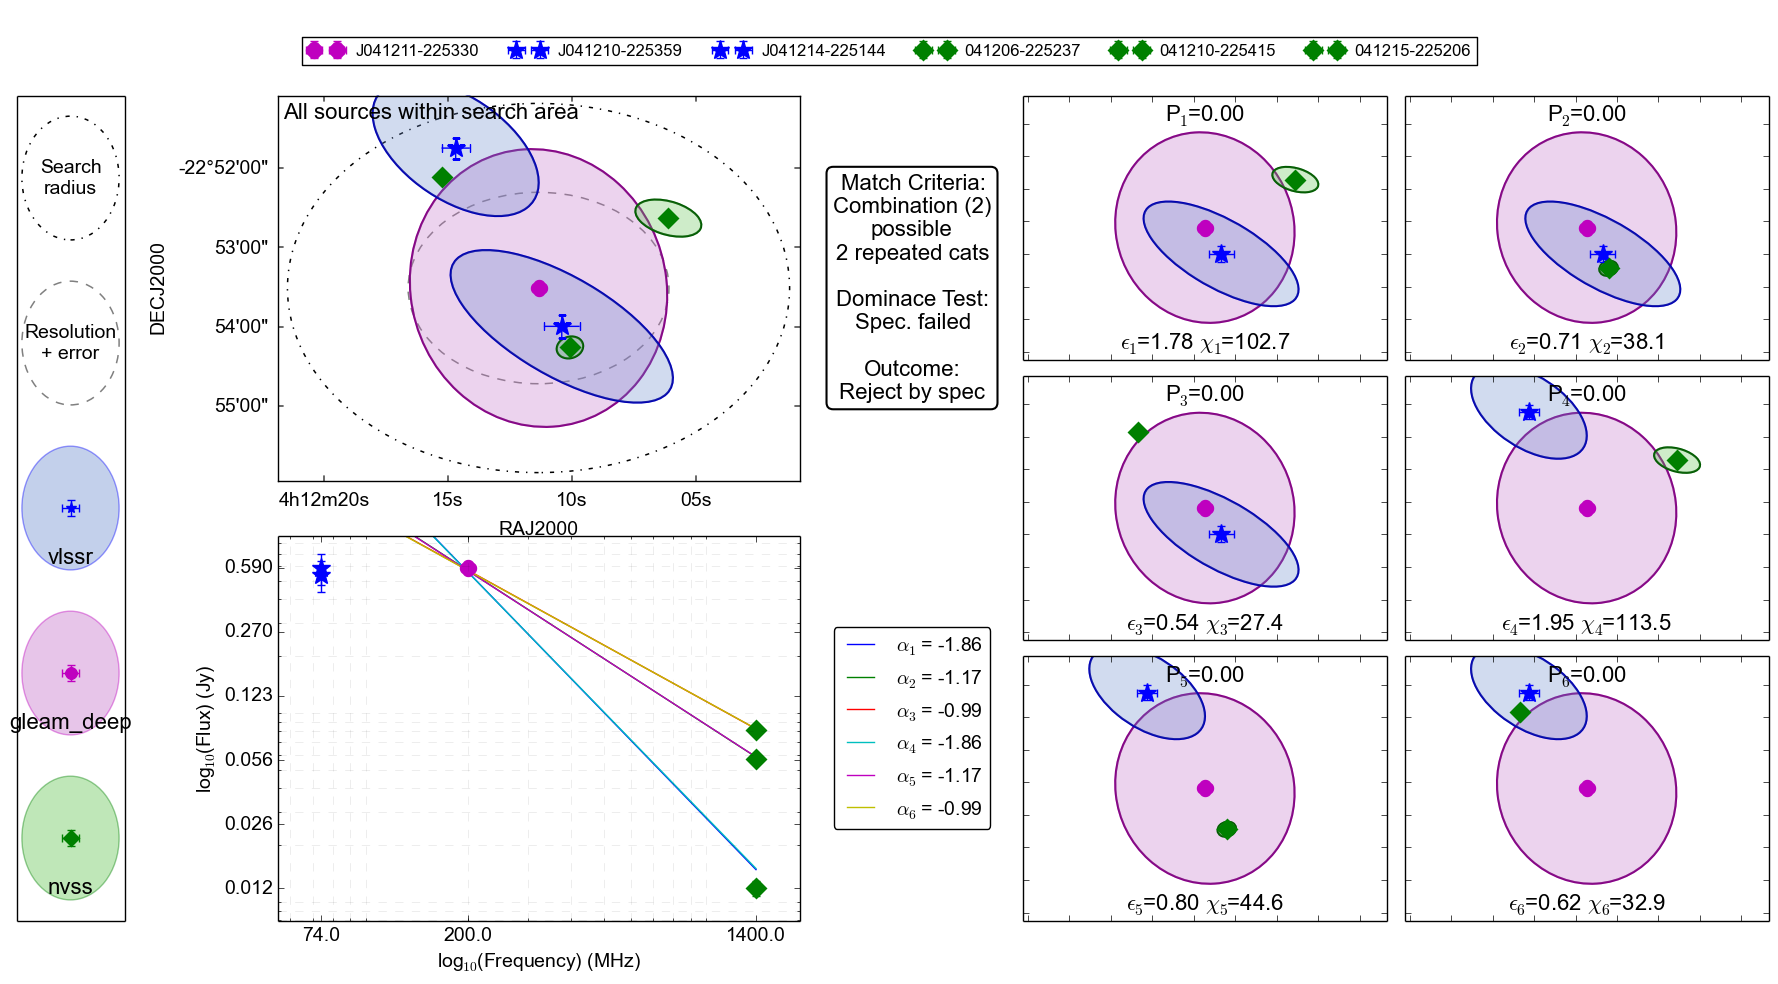 J041211-225330 J041210-225359 J041214-225144 041206-225237 041210-225415 041215-225206
Search
radius
Resolution
+ error
vlssr
gleam_deep
nvss
All sources within search area
-22°52'00"
53'00"
54'00"
55'00"
DECJ2000
4h12m20s 15s 10s 05s
RAJ2000
Match Criteria:
Combination (2)
possible
2 repeated cats
Dominace Test:
Spec. failed
Outcome:
Reject by spec
0.590
0.270
0.123
0.056
0.026
0.012
log10(Flux) (Jy)
74.0 200.0 1400.0
log10(Frequency) (MHz)
α1 = -1.86
α2 = -1.17
α3 = -0.99
α4 = -1.86
α5 = -1.17
α6 = -0.99
P1=0.00
ϵ1=1.78 χ1=102.7
P2=0.00
ϵ2=0.71 χ2=38.1
P3=0.00
ϵ3=0.54 χ3=27.4
P4=0.00
ϵ4=1.95 χ4=113.5
P5=0.00
ϵ5=0.80 χ5=44.6
P6=0.00
ϵ6=0.62 χ6=32.9